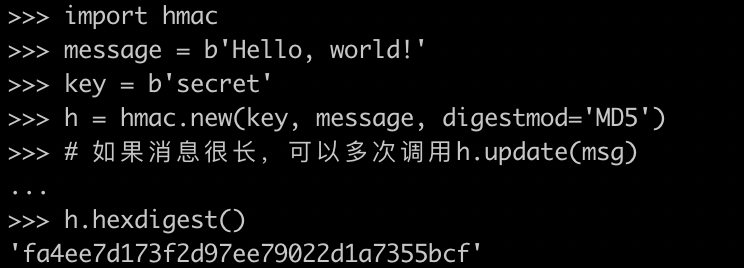 >>> import hmac
>>> message = b'Hello, world!'
>>> key = b'secret'
>>> h = hmac.new(key, message, digestmod='MD5')
>>> # 如果消息很长，可以多次调用h.update(msg)
...
>>> h.hexdigest()
'fa4ee7d173f2d97ee79022d1a7355bcf'